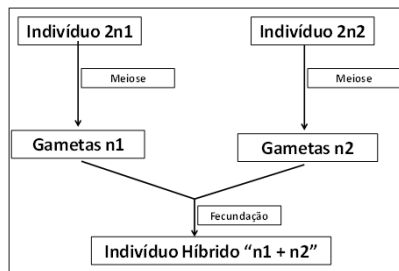 Indivíduo 2n1
Indivíduo 2n2
Meiose
Meiose
Gametas n1
Gametas n2
Fecundação
Indivíduo Híbrido “n1 + n2”